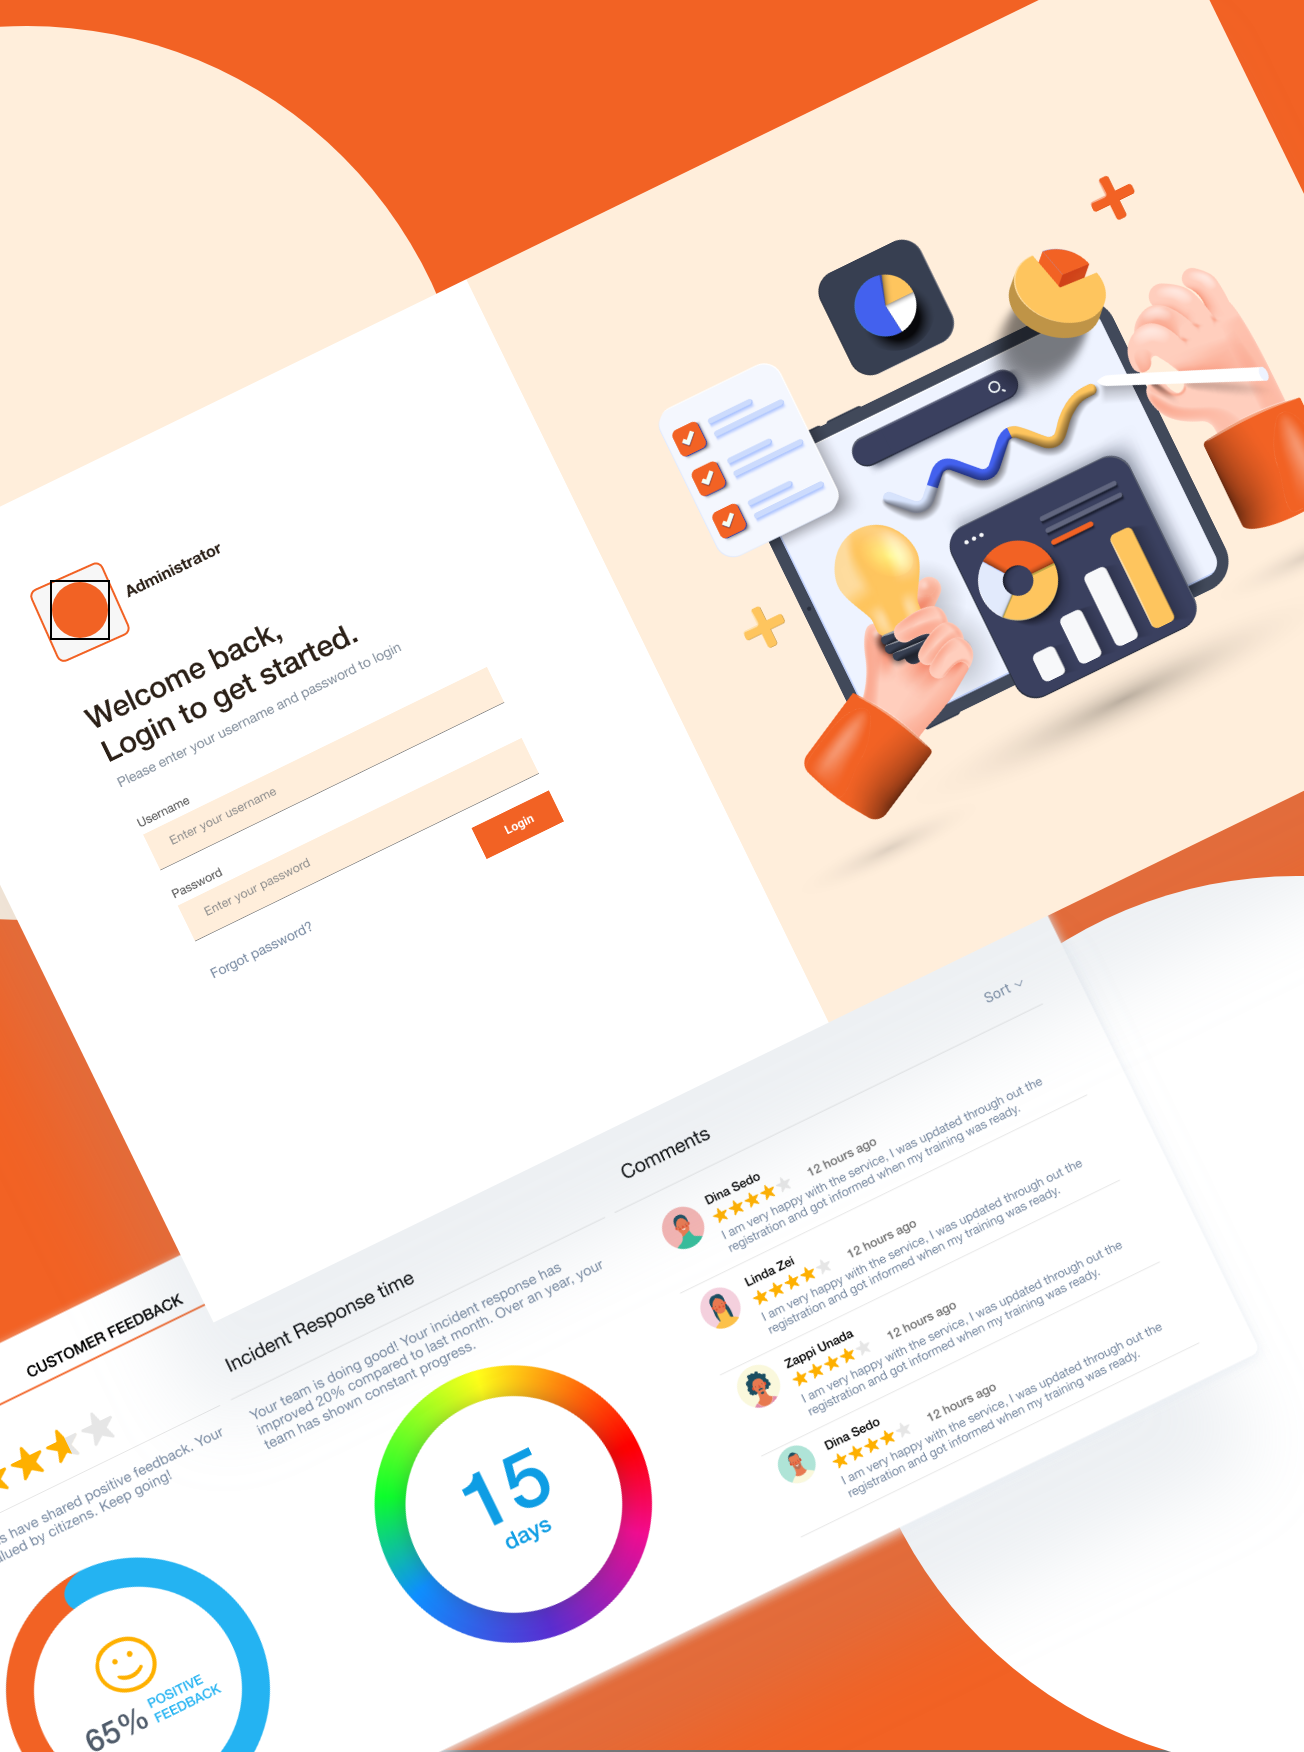 Administrator
Welcome back,
Login to get started.
Please enter your username and password to login
Username
Enter your username
Password
Enter your password
Login
Forgot password?
CUSTOMER FEEDBACK
have shared positive feedback. Your
by citizens. Keep going!
65%
POSITIVE
FEEDBACK
Incident Response time
Your team is doing good! Your incident response has
improved 20% compared to last month. Over an year, your
team has shown constant progress.
15
days
Comments
Sort
Dina Sedo
12 hours ago
I am very happy with the service, I was updated through out the
registration and got informed when my training was ready.
Linda Zei
12 hours ago
I am very happy with the service, I was updated through out the
registration and got informed when my training was ready.
Zappi Unada
12 hours ago
I am very happy with the service, I was updated through out the
registration and got informed when my training was ready.
Dina Sedo
12 hours ago
I am very happy with the service, I was updated through out the
registration and got informed when my training was ready.